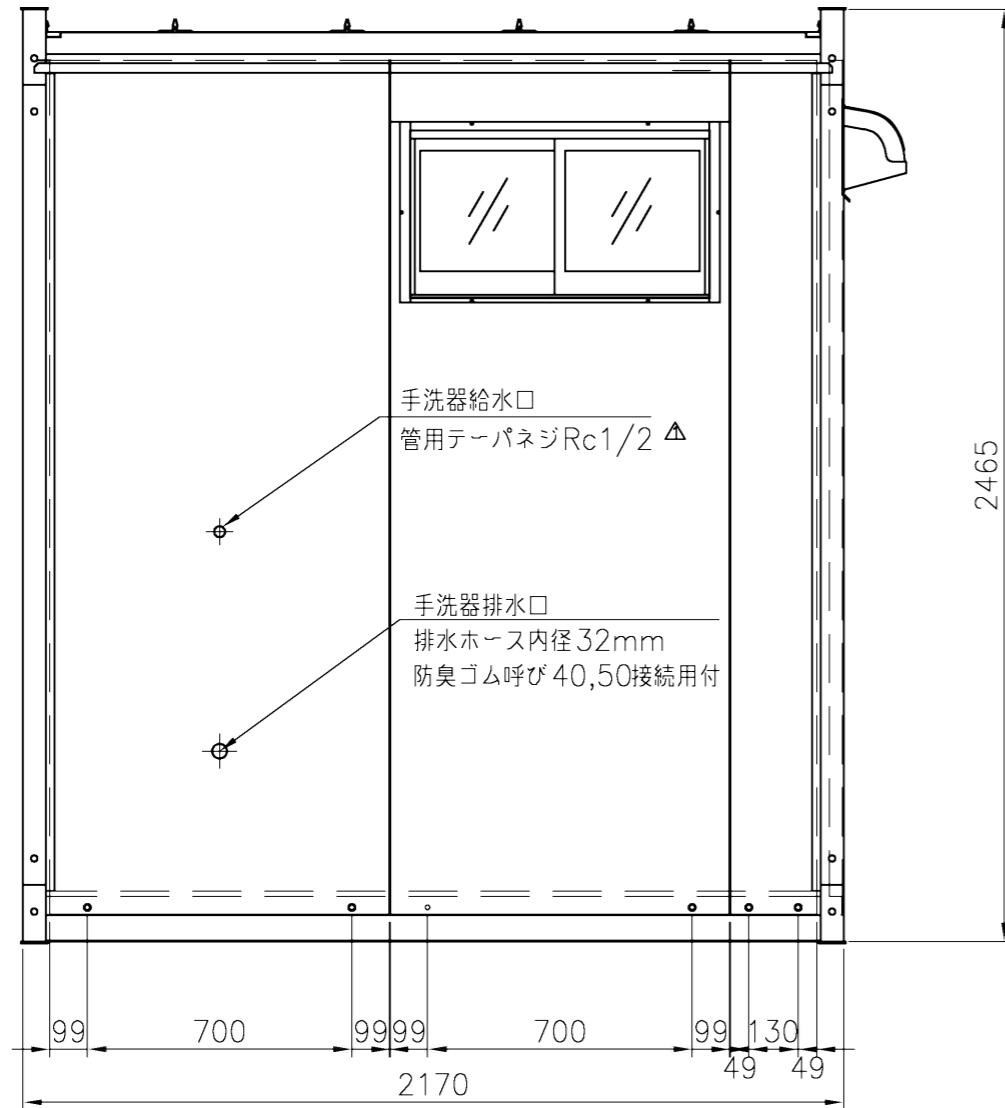 手洗器給水口
管用テーパネジRc1/2 1
手洗器排水口
排水ホース内径32mm
防臭ゴム呼び40,50接続用付
2465
99 700 99 99 700 99 130
49 49
2170